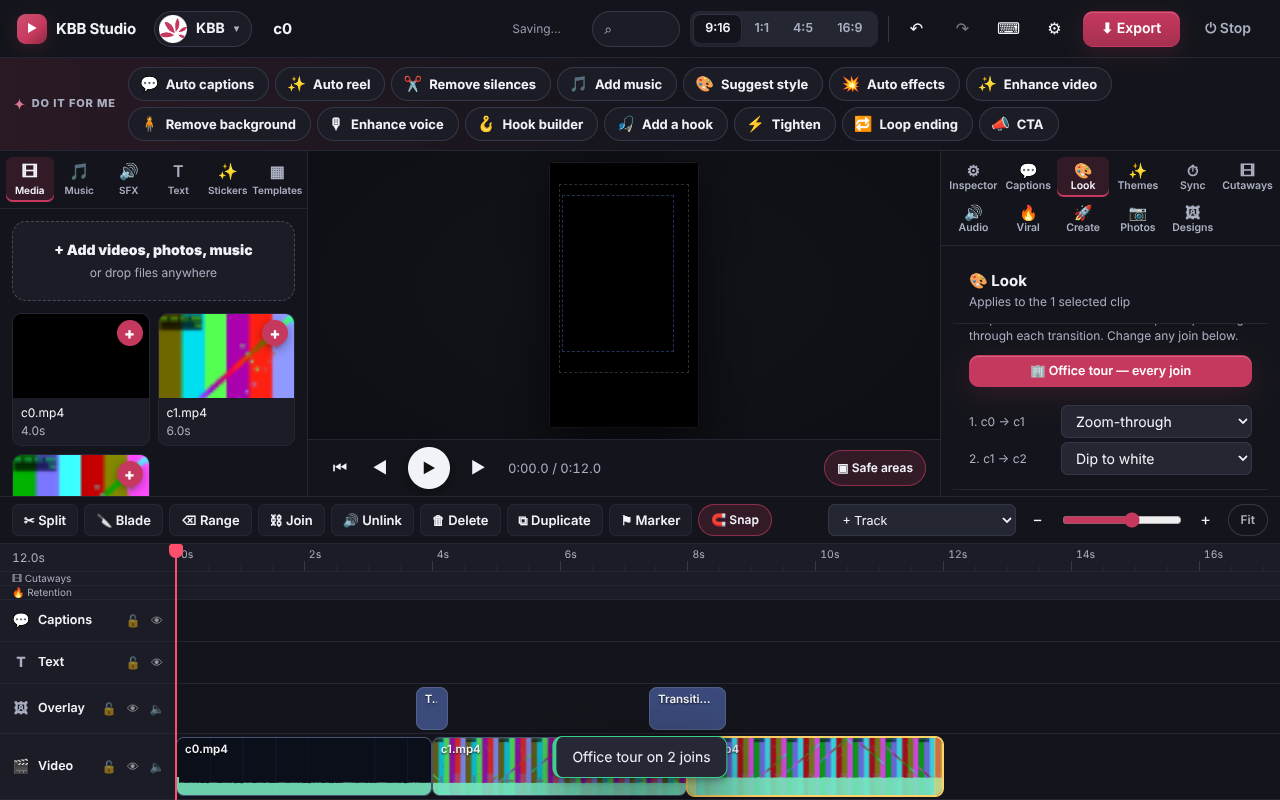 KBB Studio
KBB
c0
Saving...
9:16
1:1
4:5
16:9
Export
Stop
DO IT FOR ME
Auto captions
Auto reel
Remove silences
Add music
Suggest style
Auto effects
Enhance video
Remove background
Enhance voice
Hook builder
Add a hook
Tighten
Loop ending
CTA
Media
Music
SFX
Text
Stickers
Templates
+ Add videos, photos, music
or drop files anywhere
c0.mp4
4.0s
c1.mp4
6.0s
0:00.0 / 0:12.0
Safe areas
Inspector
Captions
Look
Themes
Sync
Cutaways
Audio
Viral
Create
Photos
Designs
Look
Applies to the 1 selected clip
through each transition. Change any join below.
Office tour — every join
1. c0 → c1
Zoom-through
2. c1 → c2
Dip to white
Split
Blade
Range
Join
Unlink
Delete
Duplicate
Marker
Snap
+ Track
−
+
Fit
12.0s
0s
2s
4s
6s
8s
10s
12s
14s
16s
Cutaways
Retention
Captions
T Text
Overlay
T..
Transiti...
Video
c0.mp4
c1.mp4
p4
Office tour on 2 joins